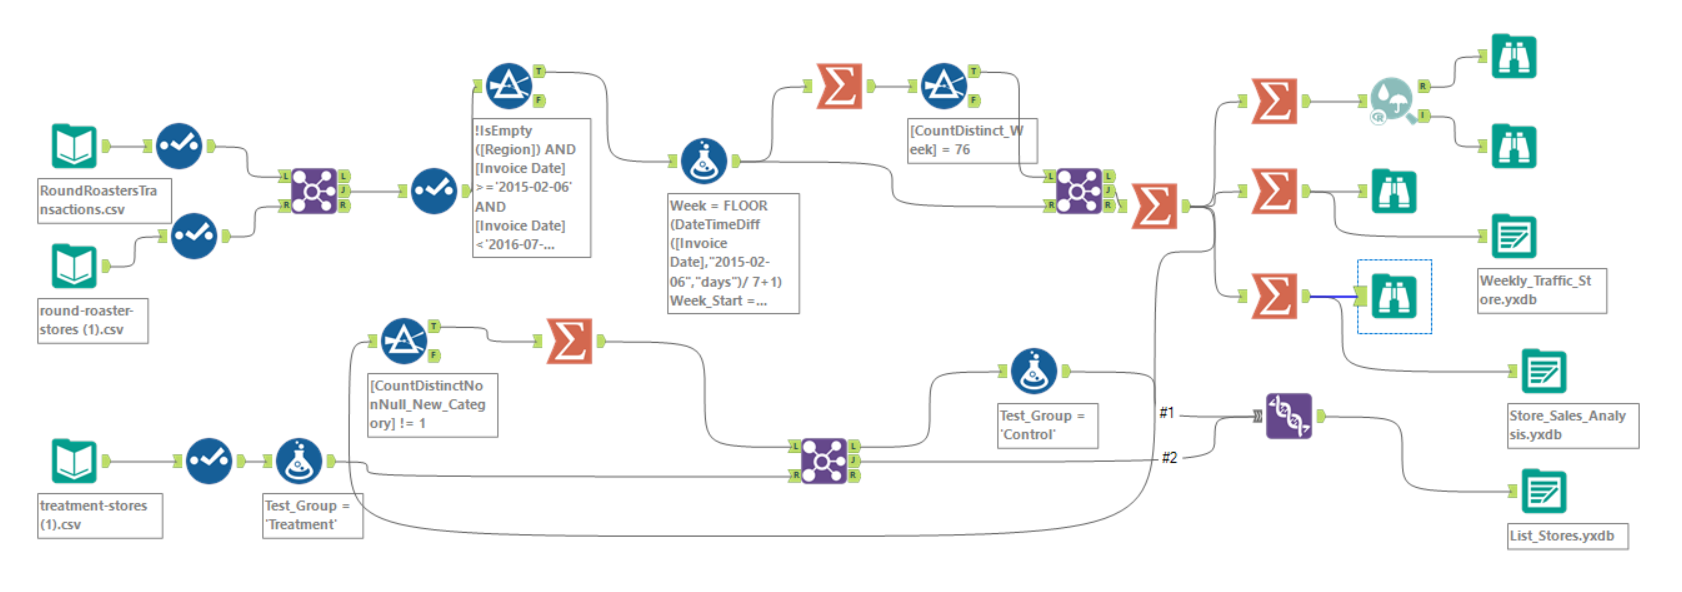 RoundRoastersTra
nsactions.csv
round-roaster-
stores (1).csv
L
R
L
J
R
T
F
!IsEmpty
([Region]) AND
[Invoice Date]
>='2015-02-06'
AND
[Invoice Date]
<'2016-07-...
Week = FLOOR
(DateTimeDiff
([Invoice
Date],"2015-02-
06","days")/ 7+1)
Week_Start =...
T
F
[CountDistinct_W
eek] = 76
L
R
L
J
R
R
I
R
Weekly_Traffic_St
ore.yxdb
Store_Sales_Analy
sis.yxdb
T
F
[CountDistinctNo
nNull_New_Categ
ory] != 1
treatment-stores
(1).csv
Test_Group =
'Treatment'
L
R
L
J
R
Test_Group =
'Control'
#1
#2
List_Stores.yxdb